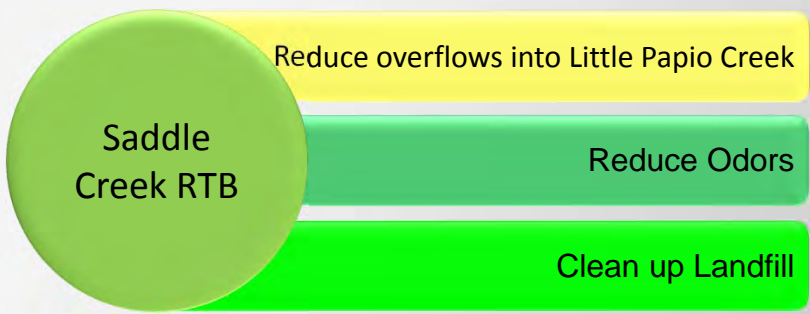 Saddle
Creek RTB
Reduce overflows into Little Papio Creek
Reduce Odors
Clean up Landfill